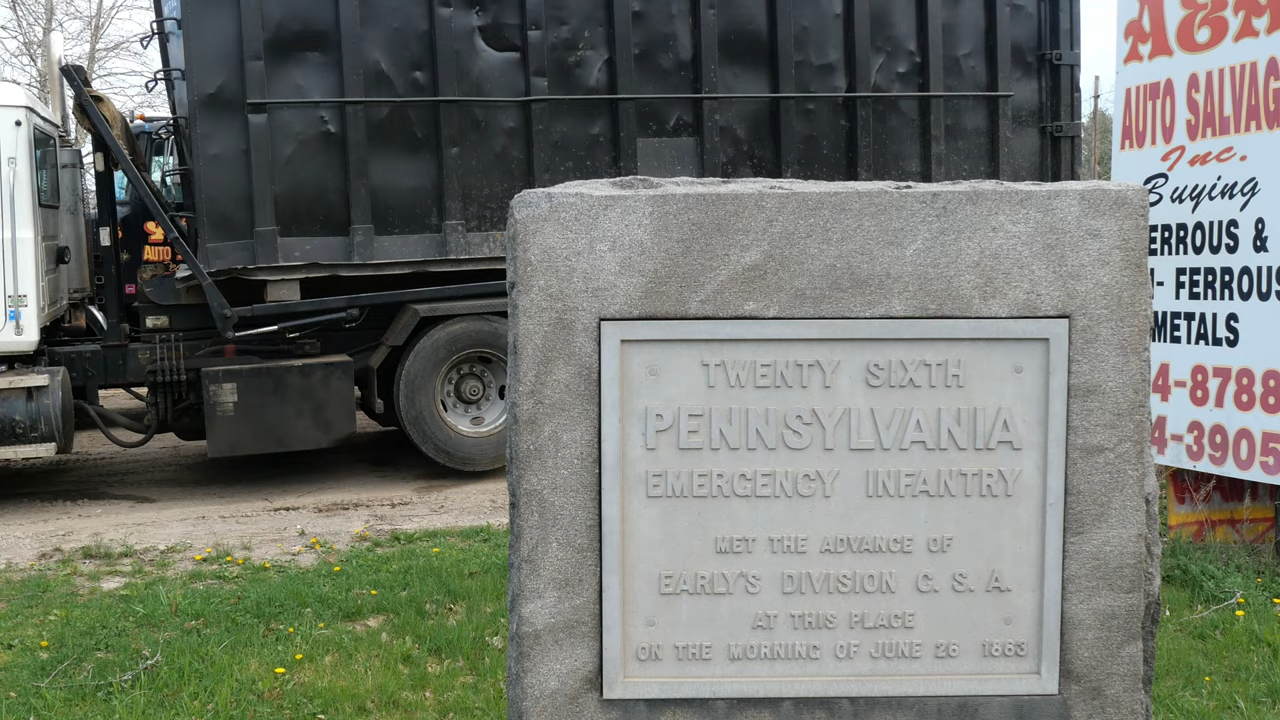 TWENTY SIXTH
PENNSYLVANIA
EMERGENCY INFANTRY
MET THE ADVANCE OF
EARLY'S DIVISION C. S. A.
AT THIS PLACE
ON THE MORNING OF JUNE 26 1863
A&M
AUTO SALVAG
Inc.
Buying
ERROUS &
- FERROUS
METALS
4-8788
4-3905
AUTO